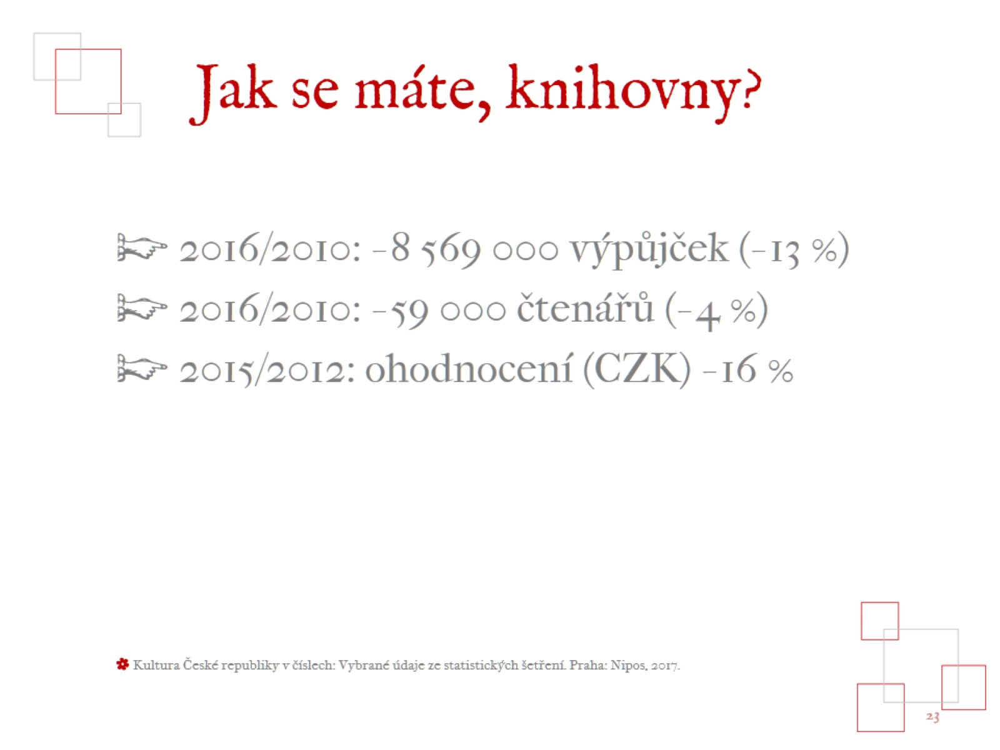 Jak se máte, knihovny?
☞ 2016/2010: -8 569 000 výpůjček (-13 %)
☞ 2016/2010: -59 000 čtenářů (-4 %)
☞ 2015/2012: ohodnocení (CZK) -16 %
✽ Kultura České republiky v číslech: Vybrané údaje ze statistických šetření. Praha: Nipos, 2017.
23